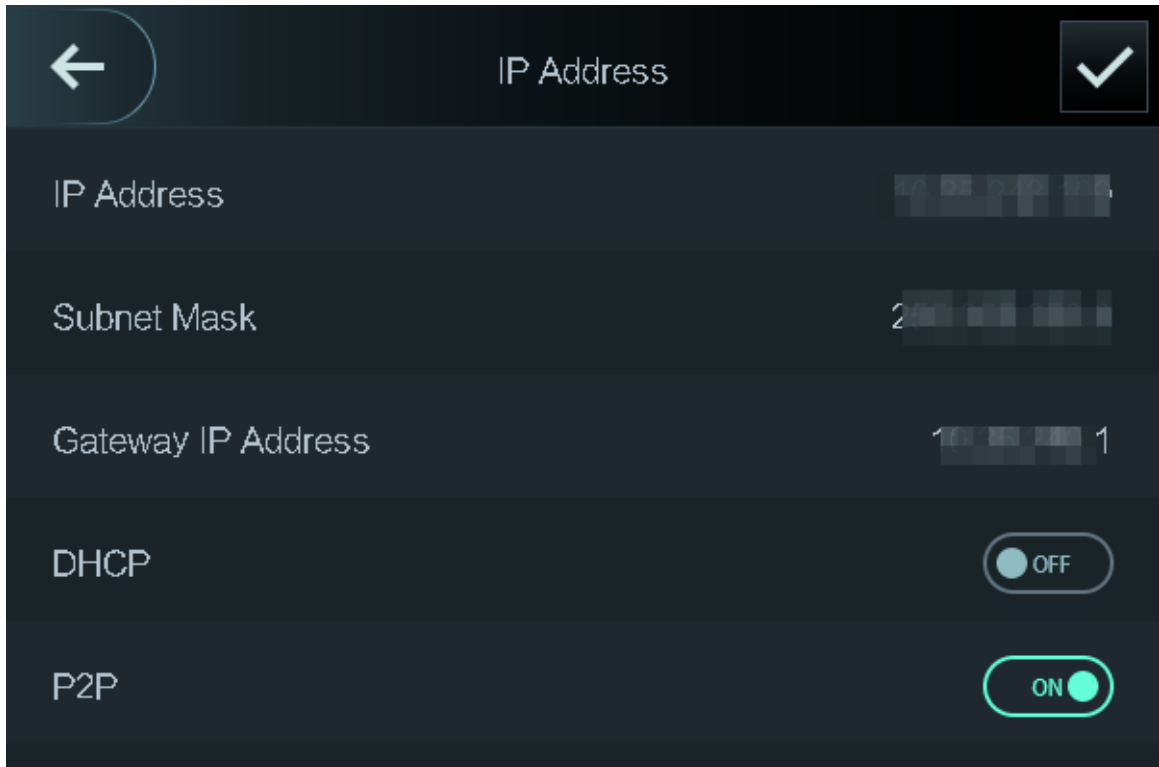 IP Address
IP Address
Subnet Mask
Gateway IP Address
DHCP
OFF
P2P
ON